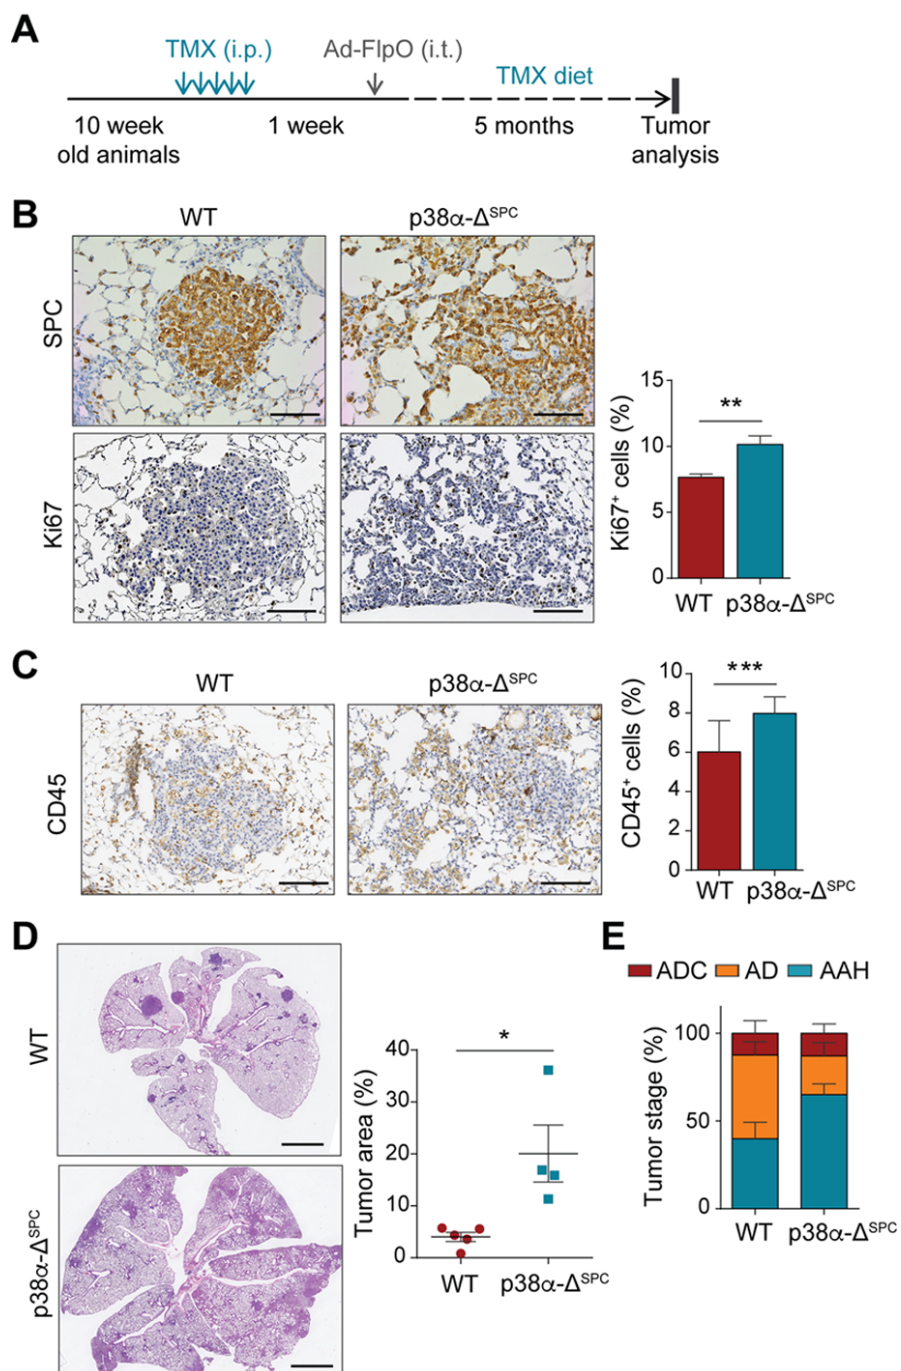 A
TMX (i.p.)
Ad-FlpO (i.t.)
TMX diet
10 week
old animals
1 week
5 months
Tumor
analysis
B
WT
p38α-Δ^SPC
SPC
Ki67
Ki67⁺ cells (%)
15
10
5
0
**
WT
p38α-Δ^SPC
C
WT
p38α-Δ^SPC
CD45
CD45⁺ cells (%)
10
8
6
4
2
0
***
WT
p38α-Δ^SPC
D
WT
p38α-Δ^SPC
Tumor area (%)
40
30
20
10
0
*
WT
p38α-Δ^SPC
E
ADC AD AAH
Tumor stage (%)
100
50
0
WT
p38α-Δ^SPC